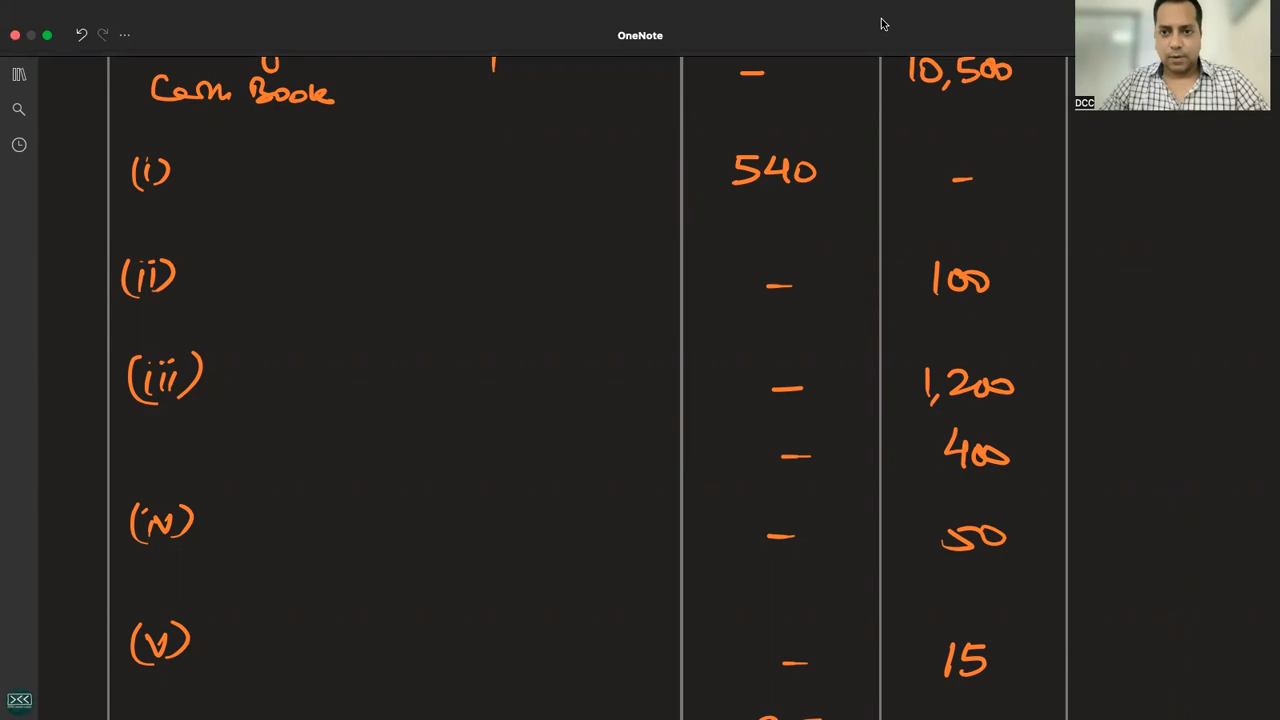 OneNote
DCC
- 10,500
Cash Book
(i) 540 -
(ii) - 100
(iii) - 1,200
- 400
(iv) - 50
(v) - 15